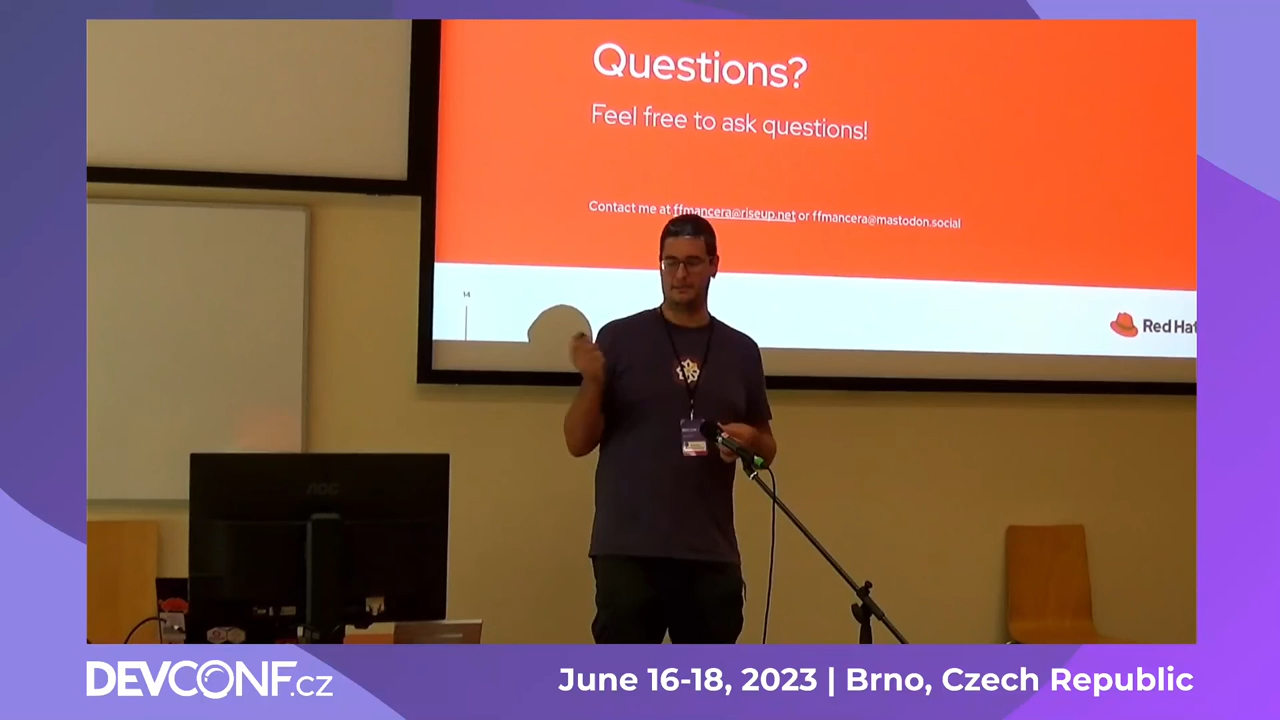 Questions?
Feel free to ask questions!
Contact me at ffmancera@riseup.net or ffmancera@mastodon.social
14
Red Hat
AOC
DEVCONF.cz
June 16-18, 2023 | Brno, Czech Republic